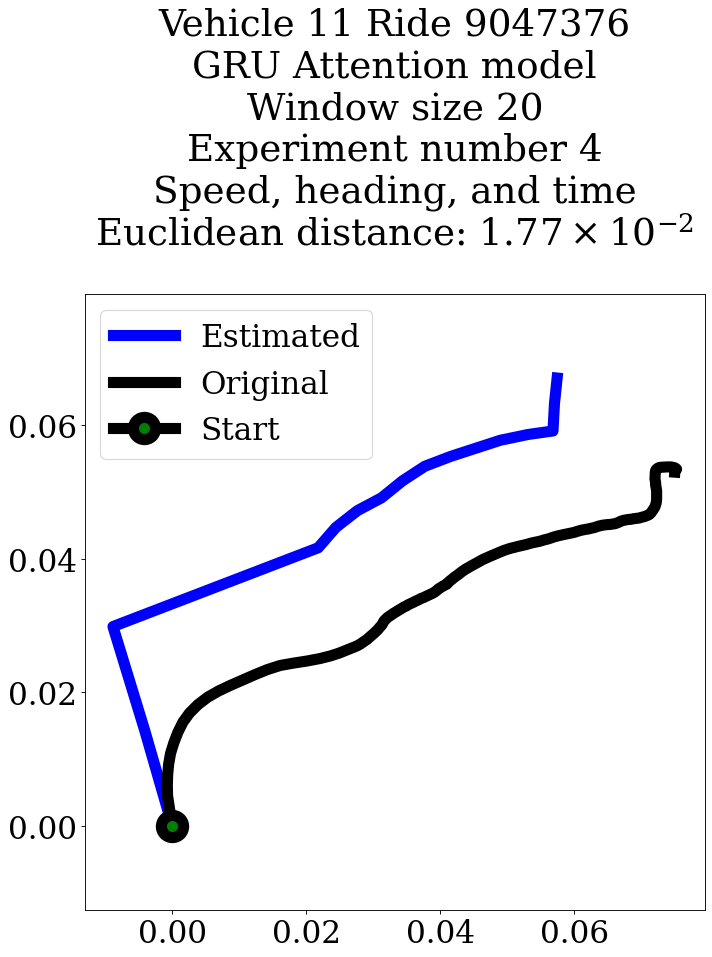 Vehicle 11 Ride 9047376
GRU Attention model
Window size 20
Experiment number 4
Speed, heading, and time
Euclidean distance: 1.77 × 10⁻²
Estimated
Original
Start
0.06
0.04
0.02
0.00
0.00 0.02 0.04 0.06